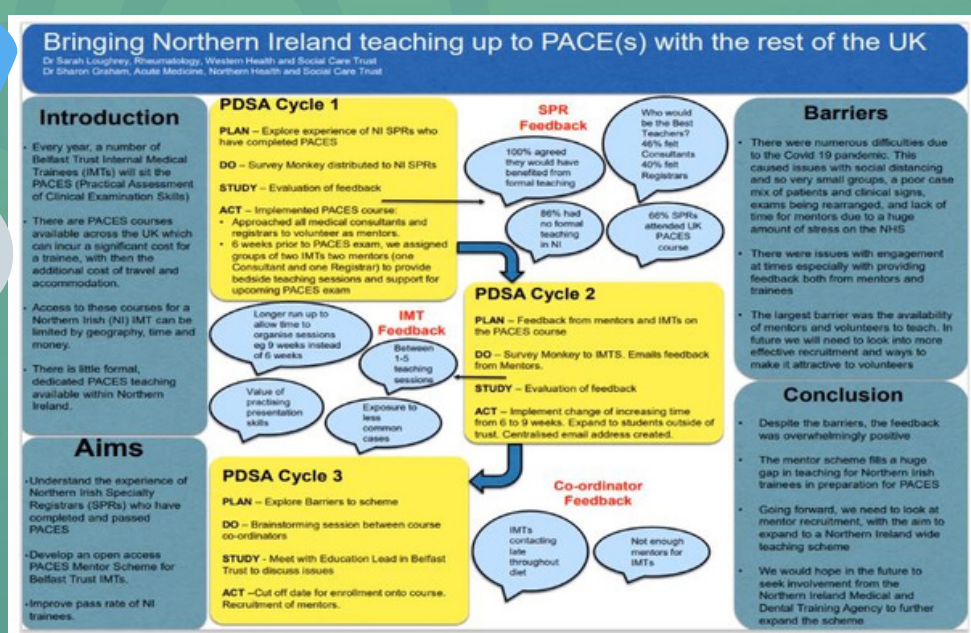 Bringing Northern Ireland teaching up to PACE(s) with the rest of the UK
Dr Sarah Loughrey, Rheumatology, Western Health and Social Care Trust
Dr Sharon Graham, Acute Medicine, Northern Health and Social Care Trust
Introduction
• Every year, a number of
Belfast Trust Internal Medical
Trainees (IMTs) will sit the
PACES (Practical Assessment
of Clinical Examination Skills)
• There are PACES courses
available across the UK which
can incur a significant cost for
a trainee, with then the
additional cost of travel and
accommodation.
• Access to these courses for a
Northern Irish (NI) IMT can be
limited by geography, time and
money.
• There is little formal,
dedicated PACES teaching
available within Northern
Ireland.
Aims
•Understand the experience of
Northern Irish Specialty
Registrars (SPRs) who have
completed and passed
PACES
•Develop an open access
PACES Mentor Scheme for
Belfast Trust IMTs.
•Improve pass rate of NI
trainees.
PDSA Cycle 1
PLAN – Explore experience of NI SPRs who
have completed PACES
DO – Survey Monkey distributed to NI SPRs
STUDY – Evaluation of feedback
ACT – Implemented PACES course:
• Approached all medical consultants and
registrars to volunteer as mentors.
• 6 weeks prior to PACES exam, we assigned
groups of two IMTs two mentors (one
Consultant and one Registrar) to provide
bedside teaching sessions and support for
upcoming PACES exam
SPR
Feedback
100% agreed
they would have
benefited from
formal teaching
Who would
be the Best
Teachers?
46% felt
Consultants
40% felt
Registrars
86% had
no formal
teaching
in NI
66% SPRs
attended UK
PACES
course
PDSA Cycle 2
PLAN – Feedback from mentors and IMTs on
the PACES course
DO – Survey Monkey to IMTS. Emails feedback
from Mentors.
STUDY – Evaluation of feedback
ACT – Implement change of increasing time
from 6 to 9 weeks. Expand to students outside of
trust. Centralised email address created.
IMT
Feedback
Longer run up to
allow time to
organise sessions
eg 9 weeks instead
of 6 weeks
Between
1-5
teaching
sessions
Value of
practising
presentation
skills
Exposure to
less
common
cases
PDSA Cycle 3
PLAN – Explore Barriers to scheme
DO – Brainstorming session between course
co-ordinators
STUDY - Meet with Education Lead in Belfast
Trust to discuss issues
ACT –Cut off date for enrollment onto course.
Recruitment of mentors.
Co-ordinator
Feedback
IMTs
contacting
late
throughout
diet
Not enough
mentors for
IMTs
Barriers
• There were numerous difficulties due
to the Covid 19 pandemic. This
caused issues with social distancing
and so very small groups, a poor case
mix of patients and clinical signs,
exams being rearranged, and lack of
time for mentors due to a huge
amount of stress on the NHS
• There were issues with engagement
at times especially with providing
feedback both from mentors and
trainees
• The largest barrier was the availability
of mentors and volunteers to teach. In
future we will need to look into more
effective recruitment and ways to
make it attractive to volunteers
Conclusion
• Despite the barriers, the feedback
was overwhelmingly positive
• The mentor scheme fills a huge
gap in teaching for Northern Irish
trainees in preparation for PACES
• Going forward, we need to look at
mentor recruitment, with the aim to
expand to a Northern Ireland wide
teaching scheme
• We would hope in the future to
seek involvement from the
Northern Ireland Medical and
Dental Training Agency to further
expand the scheme